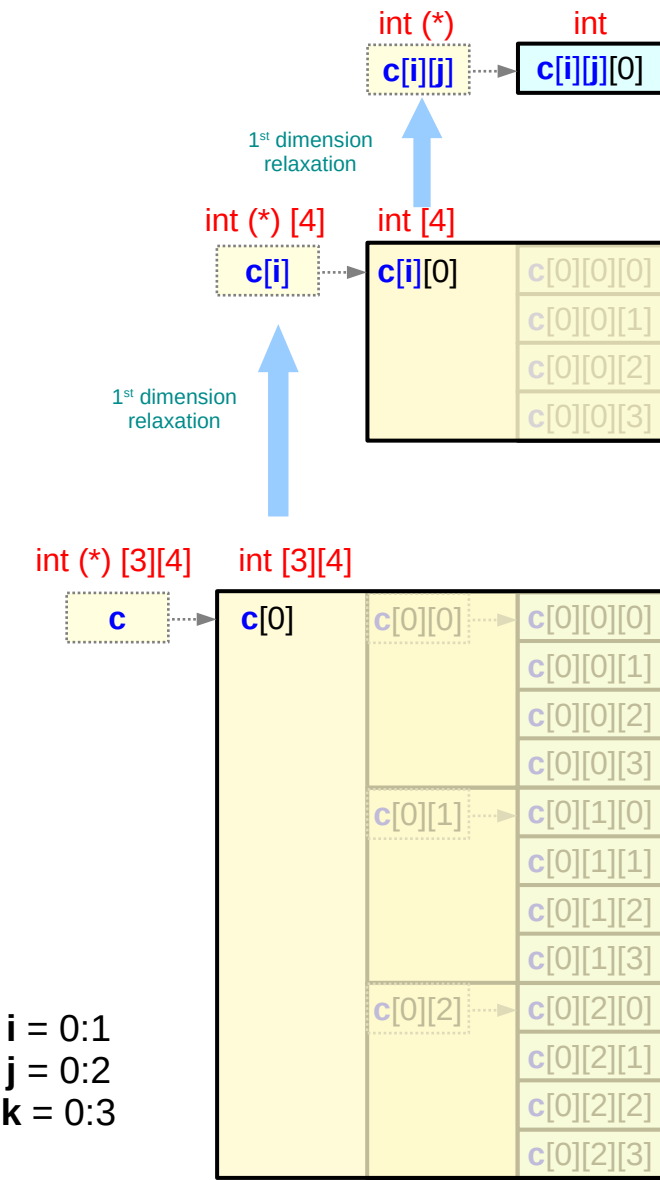 int (*) int
c[i][j] c[i][j][0]
1st dimension
relaxation
int (*) [4] int [4]
c[i] c[i][0] c[0][0][0]
c[0][0][1]
c[0][0][2]
c[0][0][3]
1st dimension
relaxation
int (*) [3][4] int [3][4]
c c[0] c[0][0] c[0][0][0]
c[0][0][1]
c[0][0][2]
c[0][0][3]
c[0][1] c[0][1][0]
c[0][1][1]
c[0][1][2]
c[0][1][3]
c[0][2] c[0][2][0]
c[0][2][1]
c[0][2][2]
c[0][2][3]
i = 0:1
j = 0:2
k = 0:3